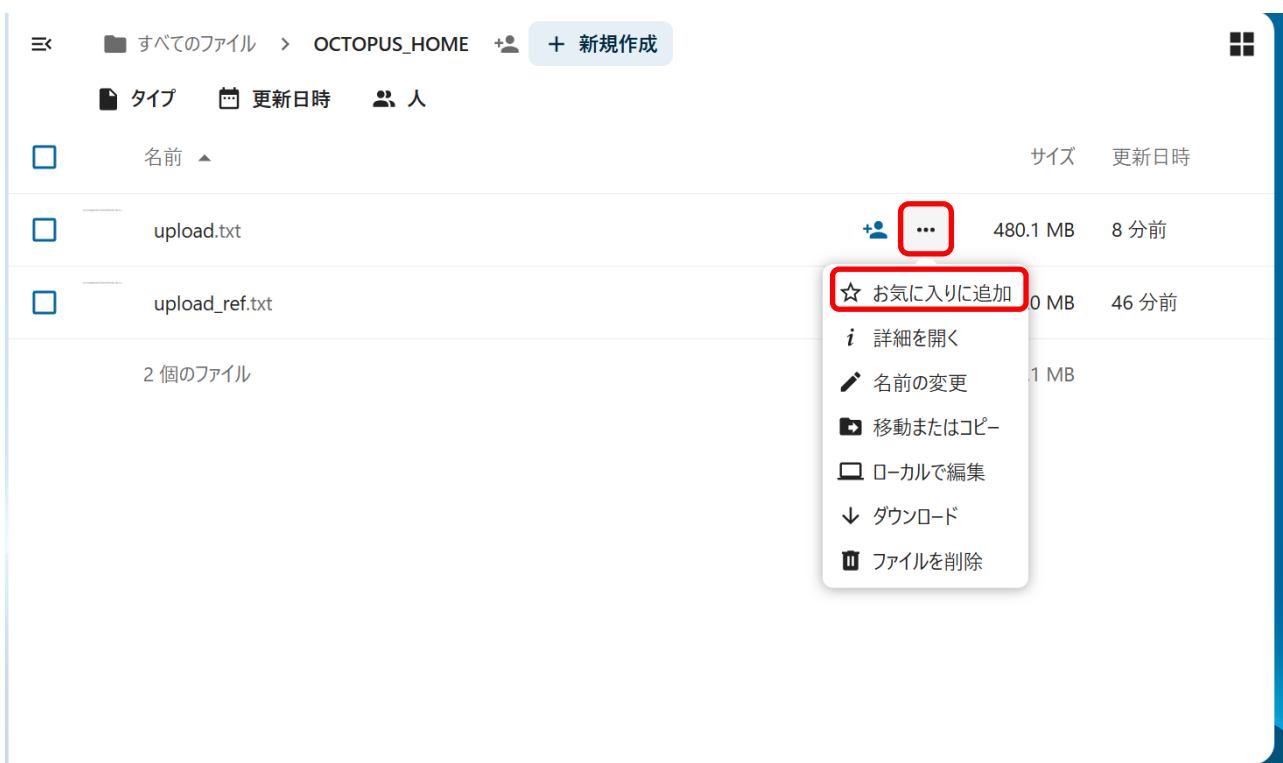 すべてのファイル > OCTOPUS_HOME + 新規作成
タイプ 更新日時 人
名前 サイズ 更新日時
upload.txt ... 480.1 MB 8 分前
upload_ref.txt 0 MB 46 分前
2 個のファイル .1 MB
お気に入りに追加
詳細を開く
名前の変更
移動またはコピー
ローカルで編集
ダウンロード
ファイルを削除